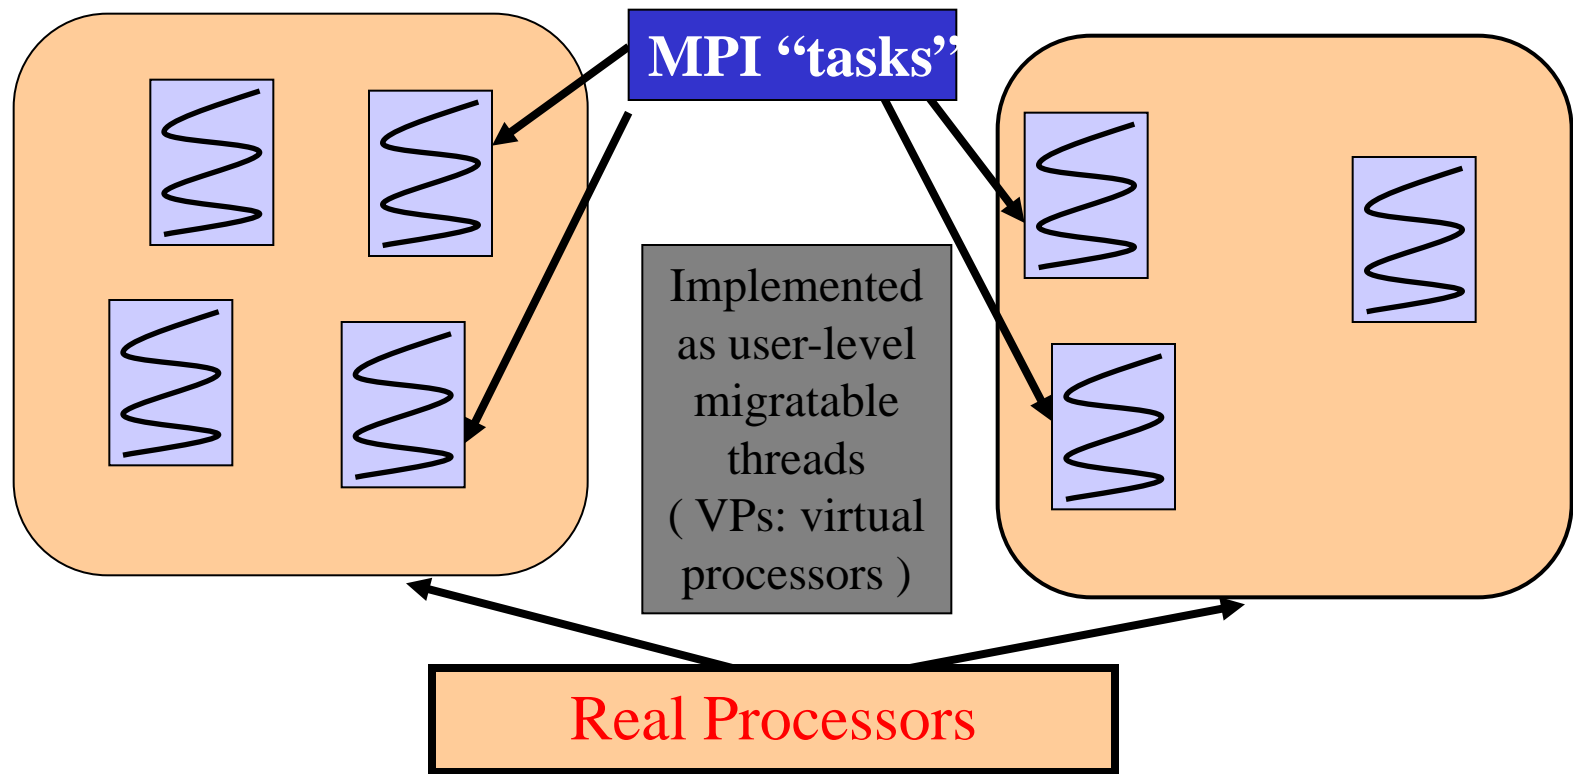 MPI “tasks”
Implemented
as user-level
migratable
threads
( VPs: virtual
processors )
Real Processors